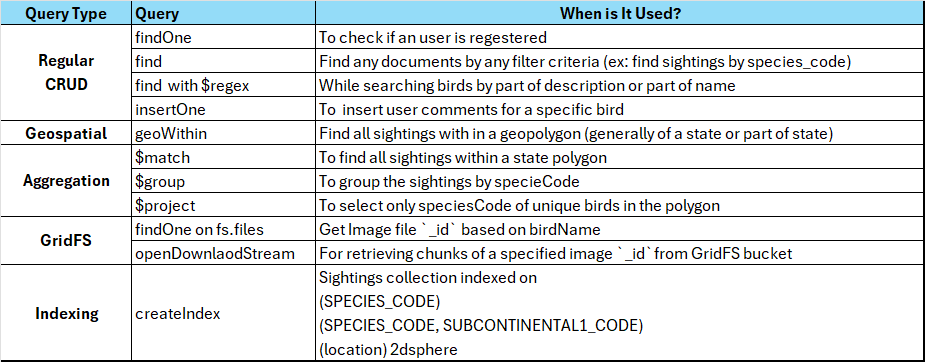 Query Type Query When is It Used?
Regular CRUD
findOne To check if an user is regestered
find Find any documents by any filter criteria (ex: find sightings by species_code)
find with $regex While searching birds by part of description or part of name
insertOne To insert user comments for a specific bird
Geospatial geoWithin Find all sightings with in a geopolygon (generally of a state or part of state)
Aggregation
$match To find all sightings within a state polygon
$group To group the sightings by specieCode
$project To select only speciesCode of unique birds in the polygon
GridFS
findOne on fs.files Get Image file `_id` based on birdName
openDownlaodStream For retrieving chunks of a specified image `_id` from GridFS bucket
Indexing createIndex
Sightings collection indexed on
(SPECIES_CODE)
(SPECIES_CODE, SUBCONTINENTAL1_CODE)
(location) 2dsphere